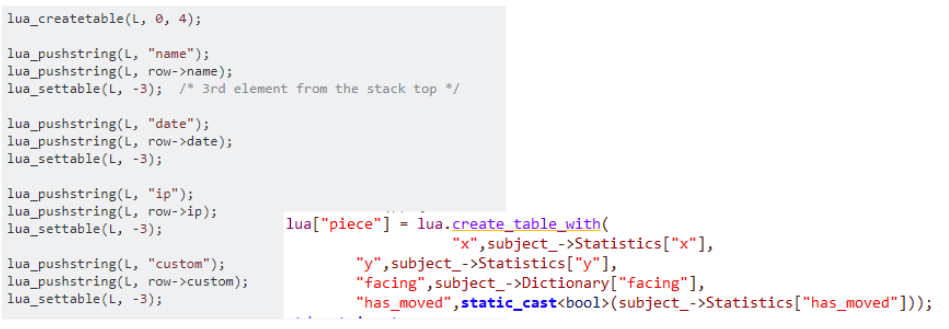 lua_createtable(L, 0, 4);
lua_pushstring(L, "name");
lua_pushstring(L, row->name);
lua_settable(L, -3);  /* 3rd element from the stack top */
lua_pushstring(L, "date");
lua_pushstring(L, row->date);
lua_settable(L, -3);
lua_pushstring(L, "ip");
lua_pushstring(L, row->ip);
lua_settable(L, -3);
lua_pushstring(L, "custom");
lua_pushstring(L, row->custom);
lua_settable(L, -3);
lua["piece"] = lua.create_table_with(
"x",subject_->Statistics["x"],
"y",subject_->Statistics["y"],
"facing",subject_->Dictionary["facing"],
"has_moved",static_cast<bool>(subject_->Statistics["has_moved"]));